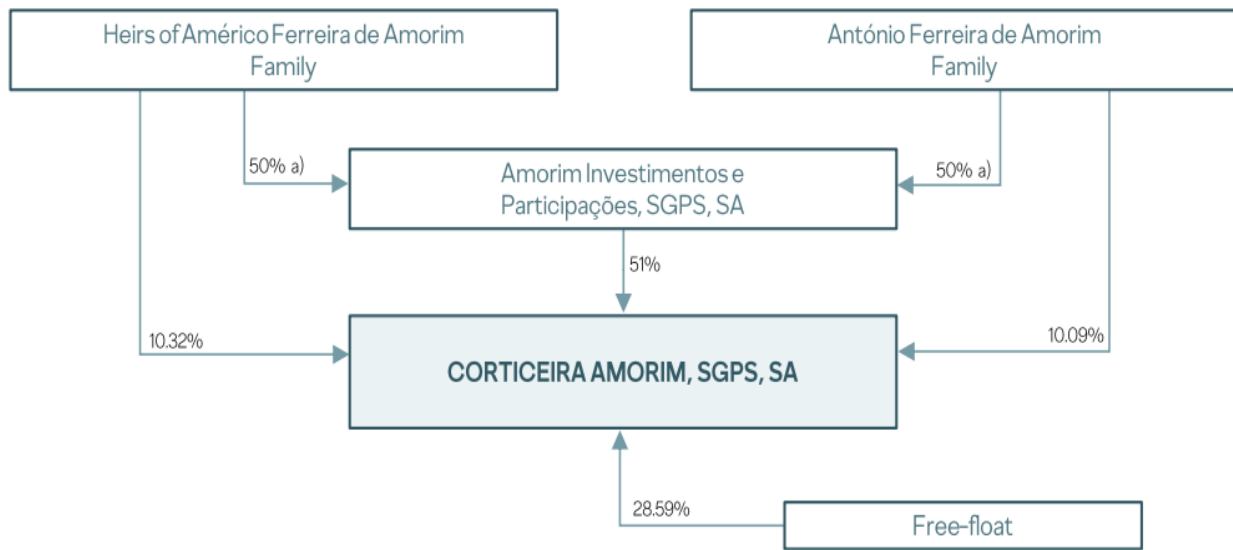 Heirs of Américo Ferreira de Amorim
Family
António Ferreira de Amorim
Family
50% a)
Amorim Investimentos e
Participações, SGPS, SA
50% a)
51%
10.32%
CORTICEIRA AMORIM, SGPS, SA
10.09%
28.59%
Free-float